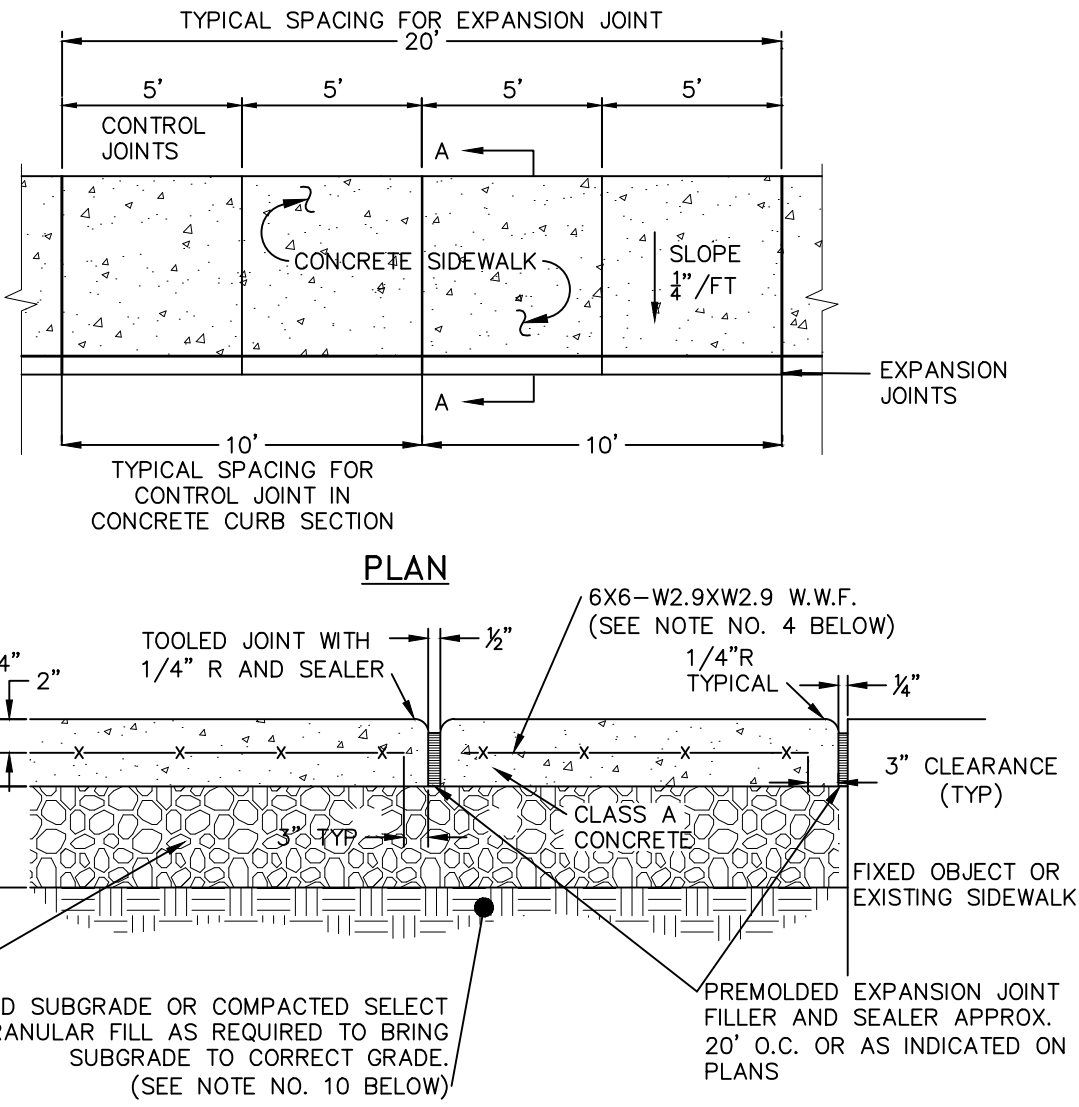 TYPICAL SPACING FOR EXPANSION JOINT
20'
5' 5' 5' 5'
CONTROL
JOINTS
A
CONCRETE SIDEWALK
SLOPE
1/4"/FT
EXPANSION
JOINTS
A
10' 10'
TYPICAL SPACING FOR
CONTROL JOINT IN
CONCRETE CURB SECTION
PLAN
6X6-W2.9XW2.9 W.W.F.
(SEE NOTE NO. 4 BELOW)
TOOLED JOINT WITH
1/4" R AND SEALER
1/2"
1/4"R
TYPICAL
1/4"
4"
2"
3" CLEARANCE
(TYP)
CLASS A
CONCRETE
3" TYP
FIXED OBJECT OR
EXISTING SIDEWALK
D SUBGRADE OR COMPACTED SELECT
RANULAR FILL AS REQUIRED TO BRING
SUBGRADE TO CORRECT GRADE.
(SEE NOTE NO. 10 BELOW)
PREMOLDED EXPANSION JOINT
FILLER AND SEALER APPROX.
20' O.C. OR AS INDICATED ON
PLANS